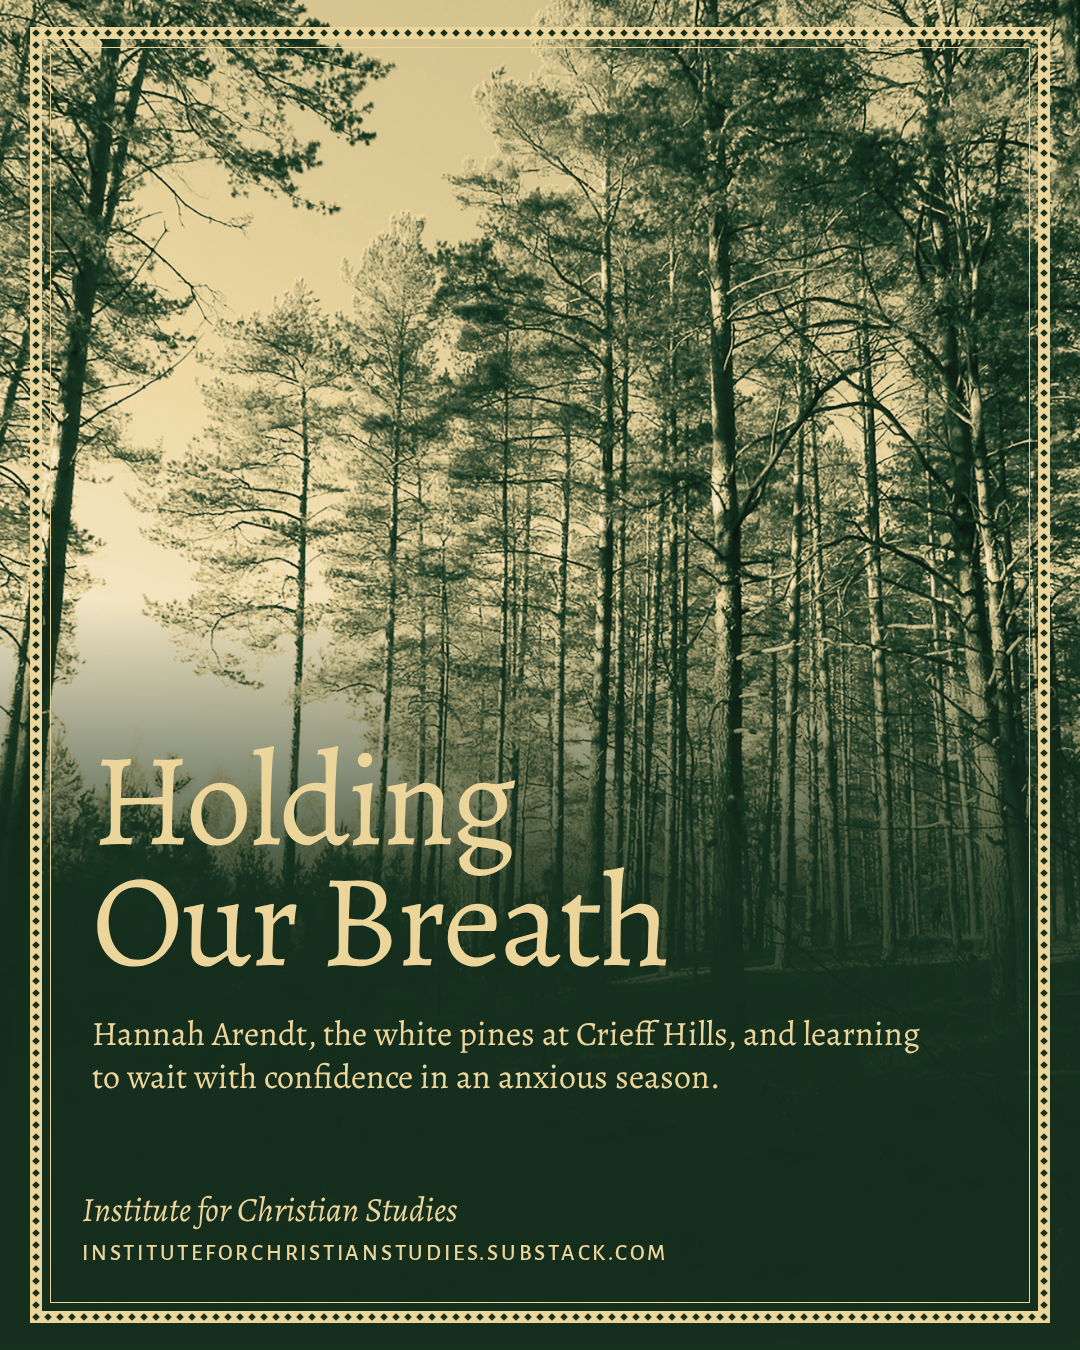 Holding
Our Breath
Hannah Arendt, the white pines at Crieff Hills, and learning
to wait with confidence in an anxious season.
Institute for Christian Studies
INSTITUTEFORCHRISTIANSTUDIES.SUBSTACK.COM